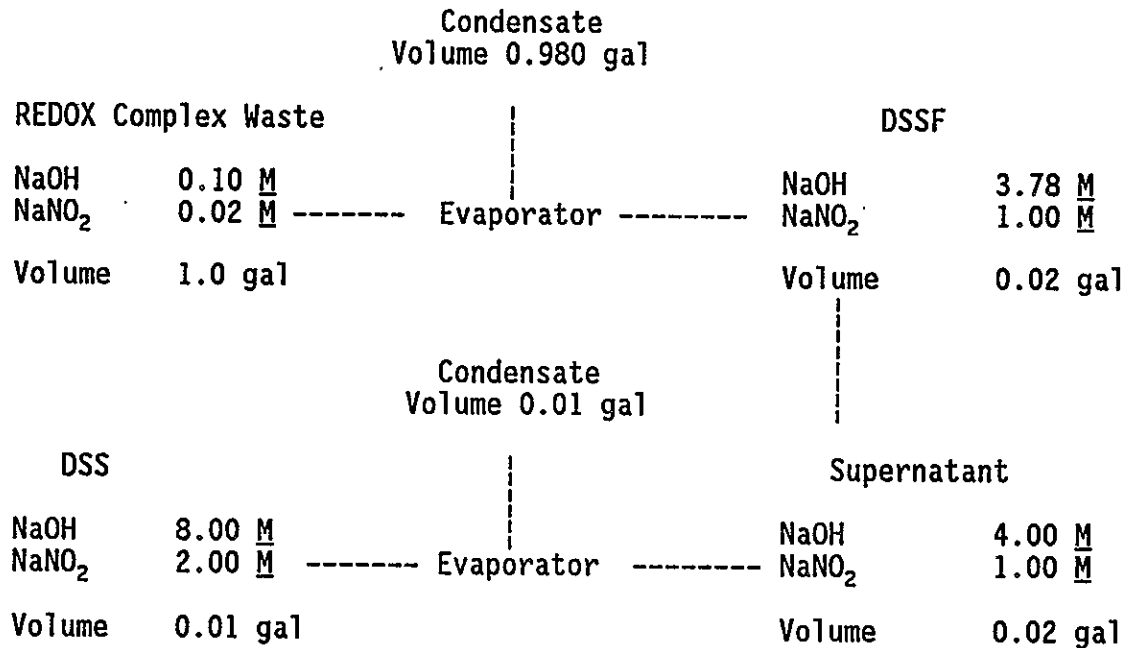 Condensate
Volume 0.980 gal
REDOX Complex Waste DSSF
NaOH 0.10 M NaOH 3.78 M
NaNO₂ 0.02 M ------- Evaporator -------- NaNO₂ 1.00 M
Volume 1.0 gal Volume 0.02 gal
Condensate
Volume 0.01 gal
DSS Supernatant
NaOH 8.00 M NaOH 4.00 M
NaNO₂ 2.00 M ------- Evaporator -------- NaNO₂ 1.00 M
Volume 0.01 gal Volume 0.02 gal